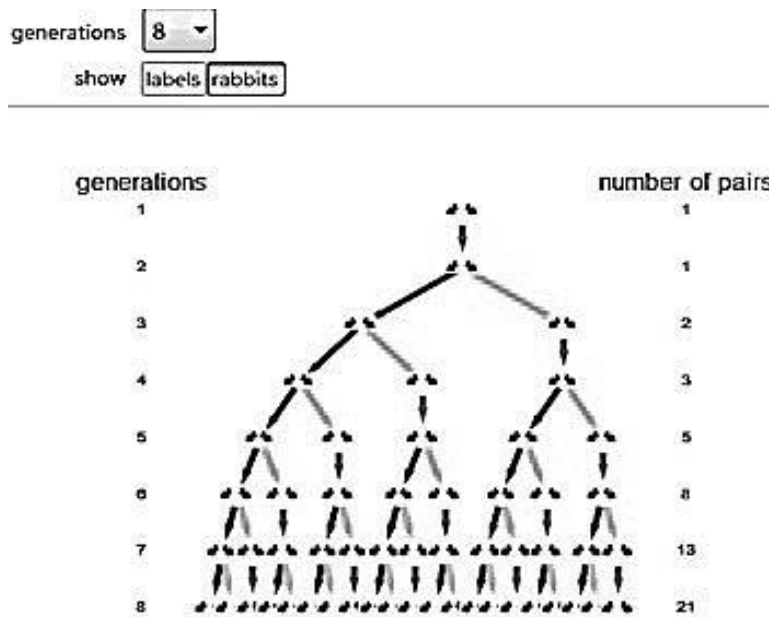 generations 8
show labels rabbits
generations number of pairs
1 1
2 1
3 2
4 3
5 5
6 8
7 13
8 21